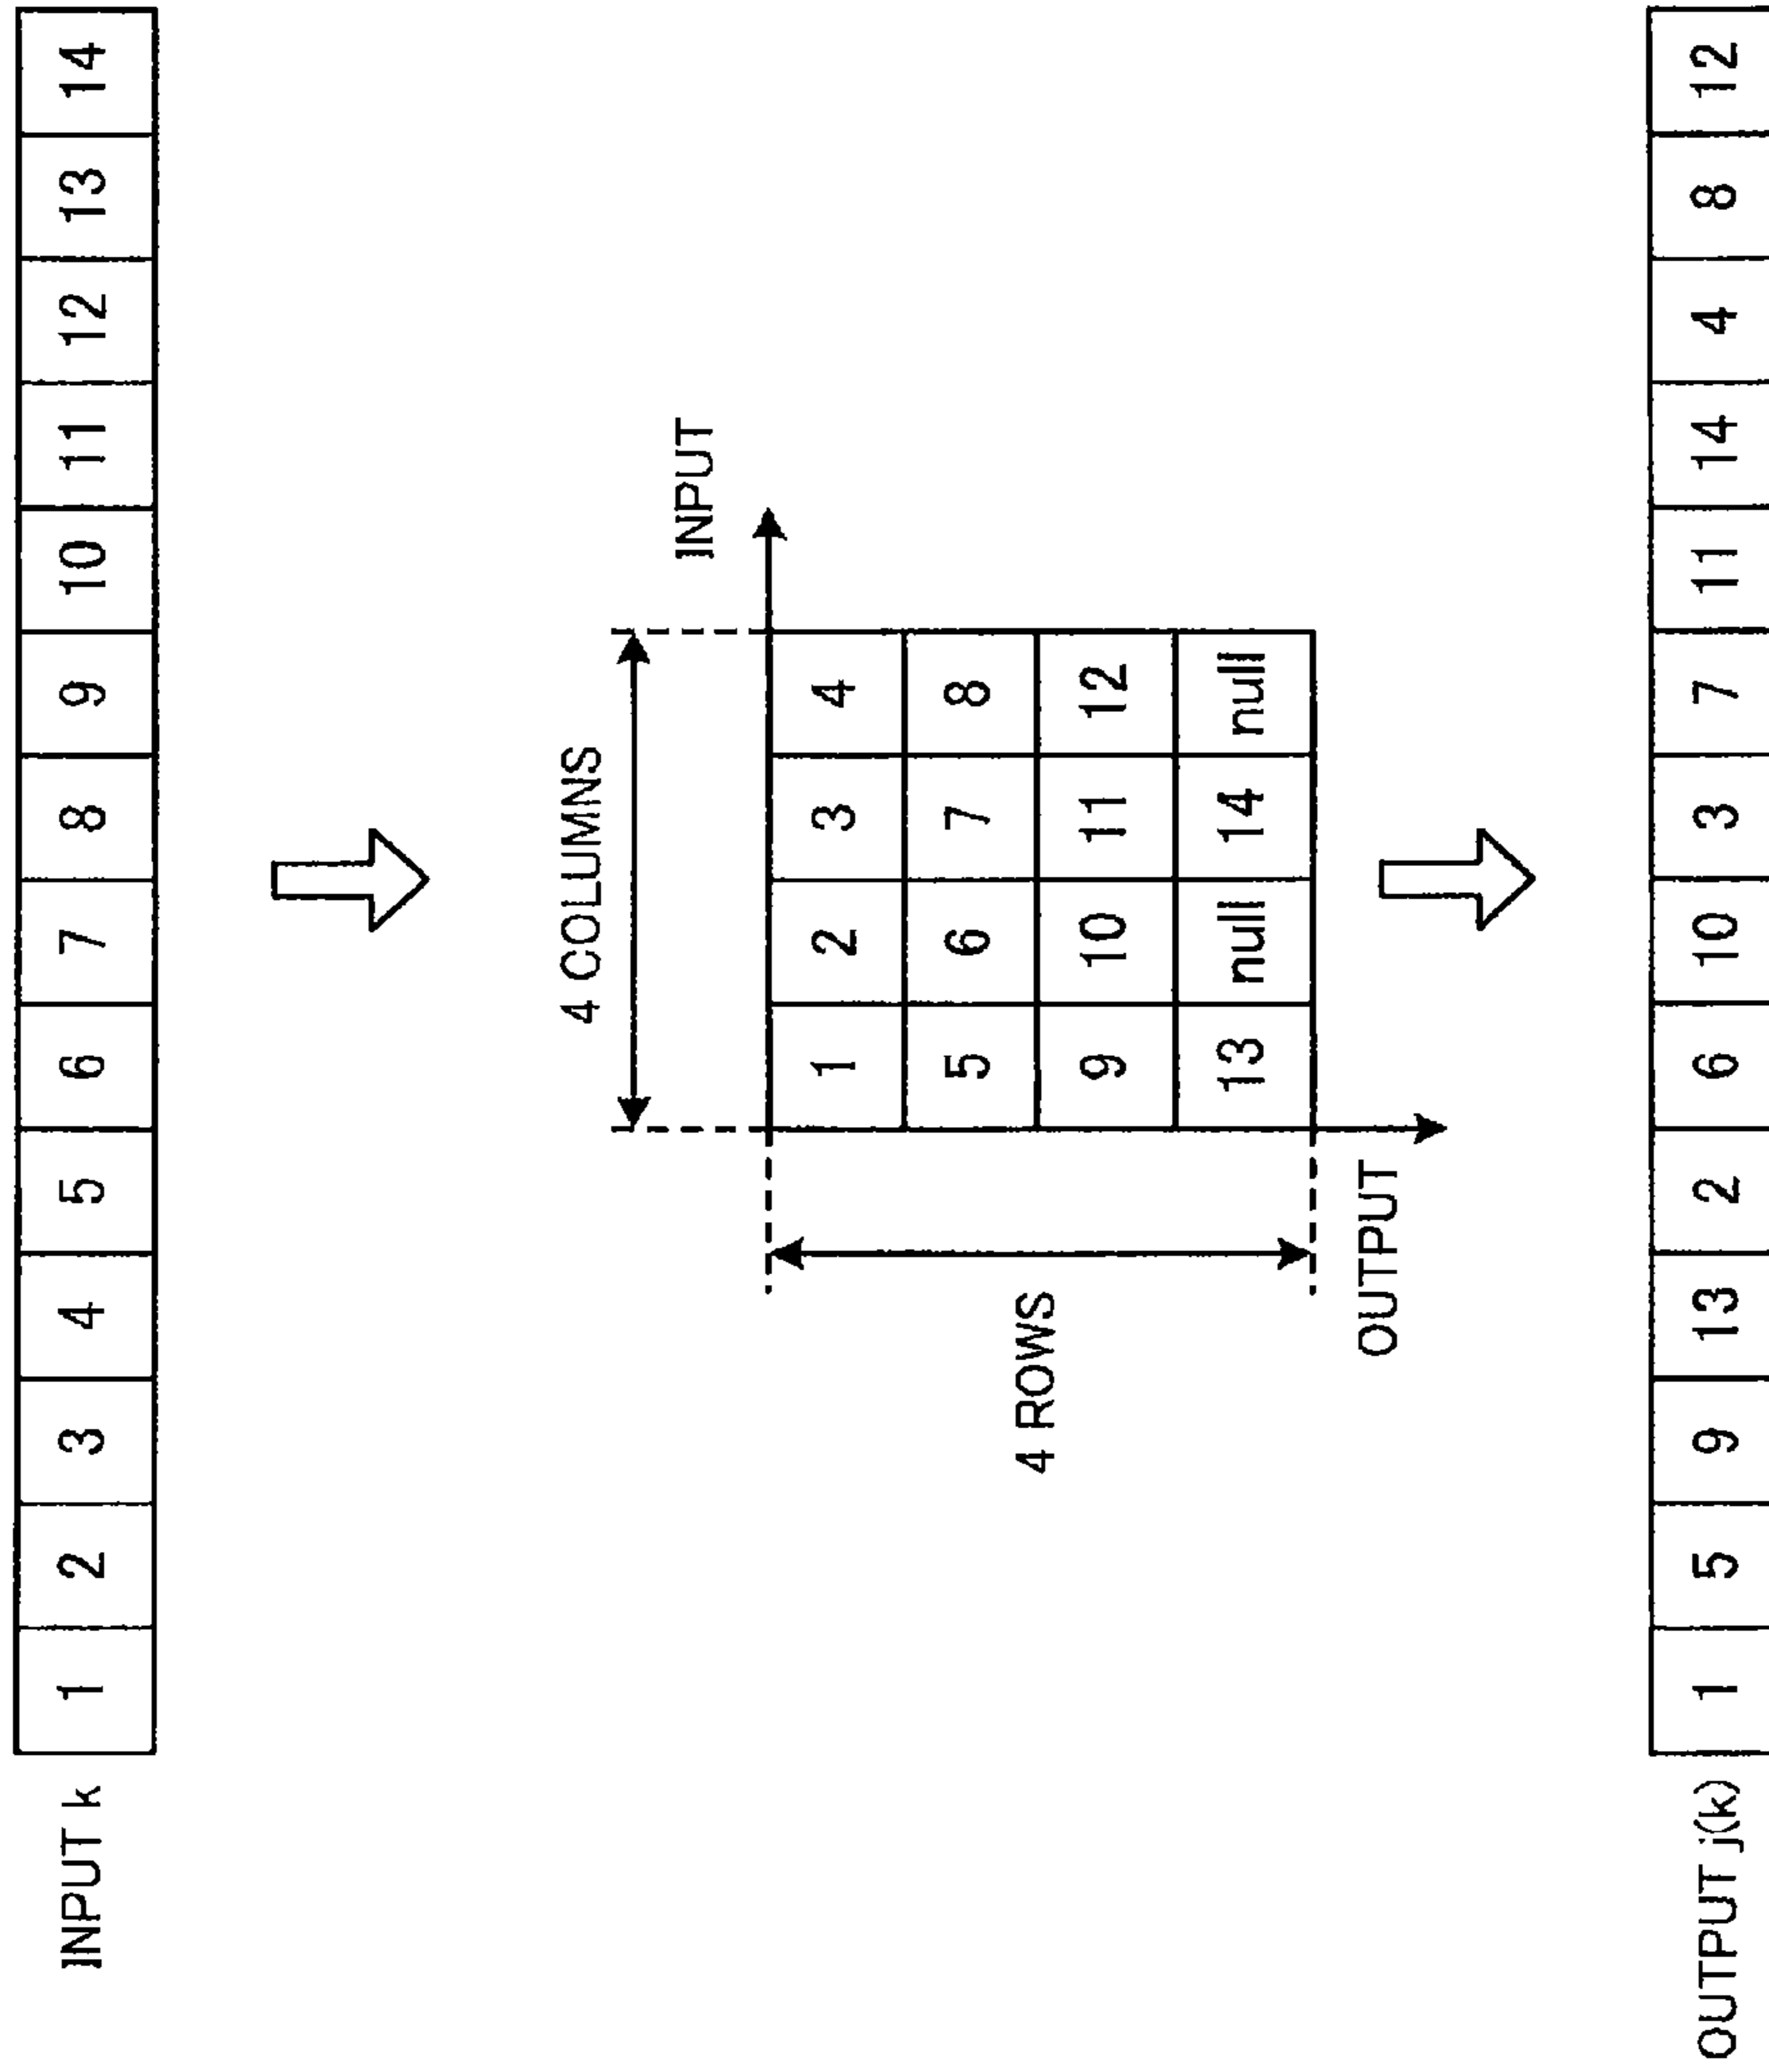 INPUT k 1 2 3 4 5 6 7 8 9 10 11 12 13 14
4 COLUMNS
INPUT
4 ROWS
1 2 3 4
5 6 7 8
9 10 11 12
13 null 14 null
OUTPUT
OUTPUT j(k) 1 5 9 13 2 6 10 3 7 11 14 4 8 12